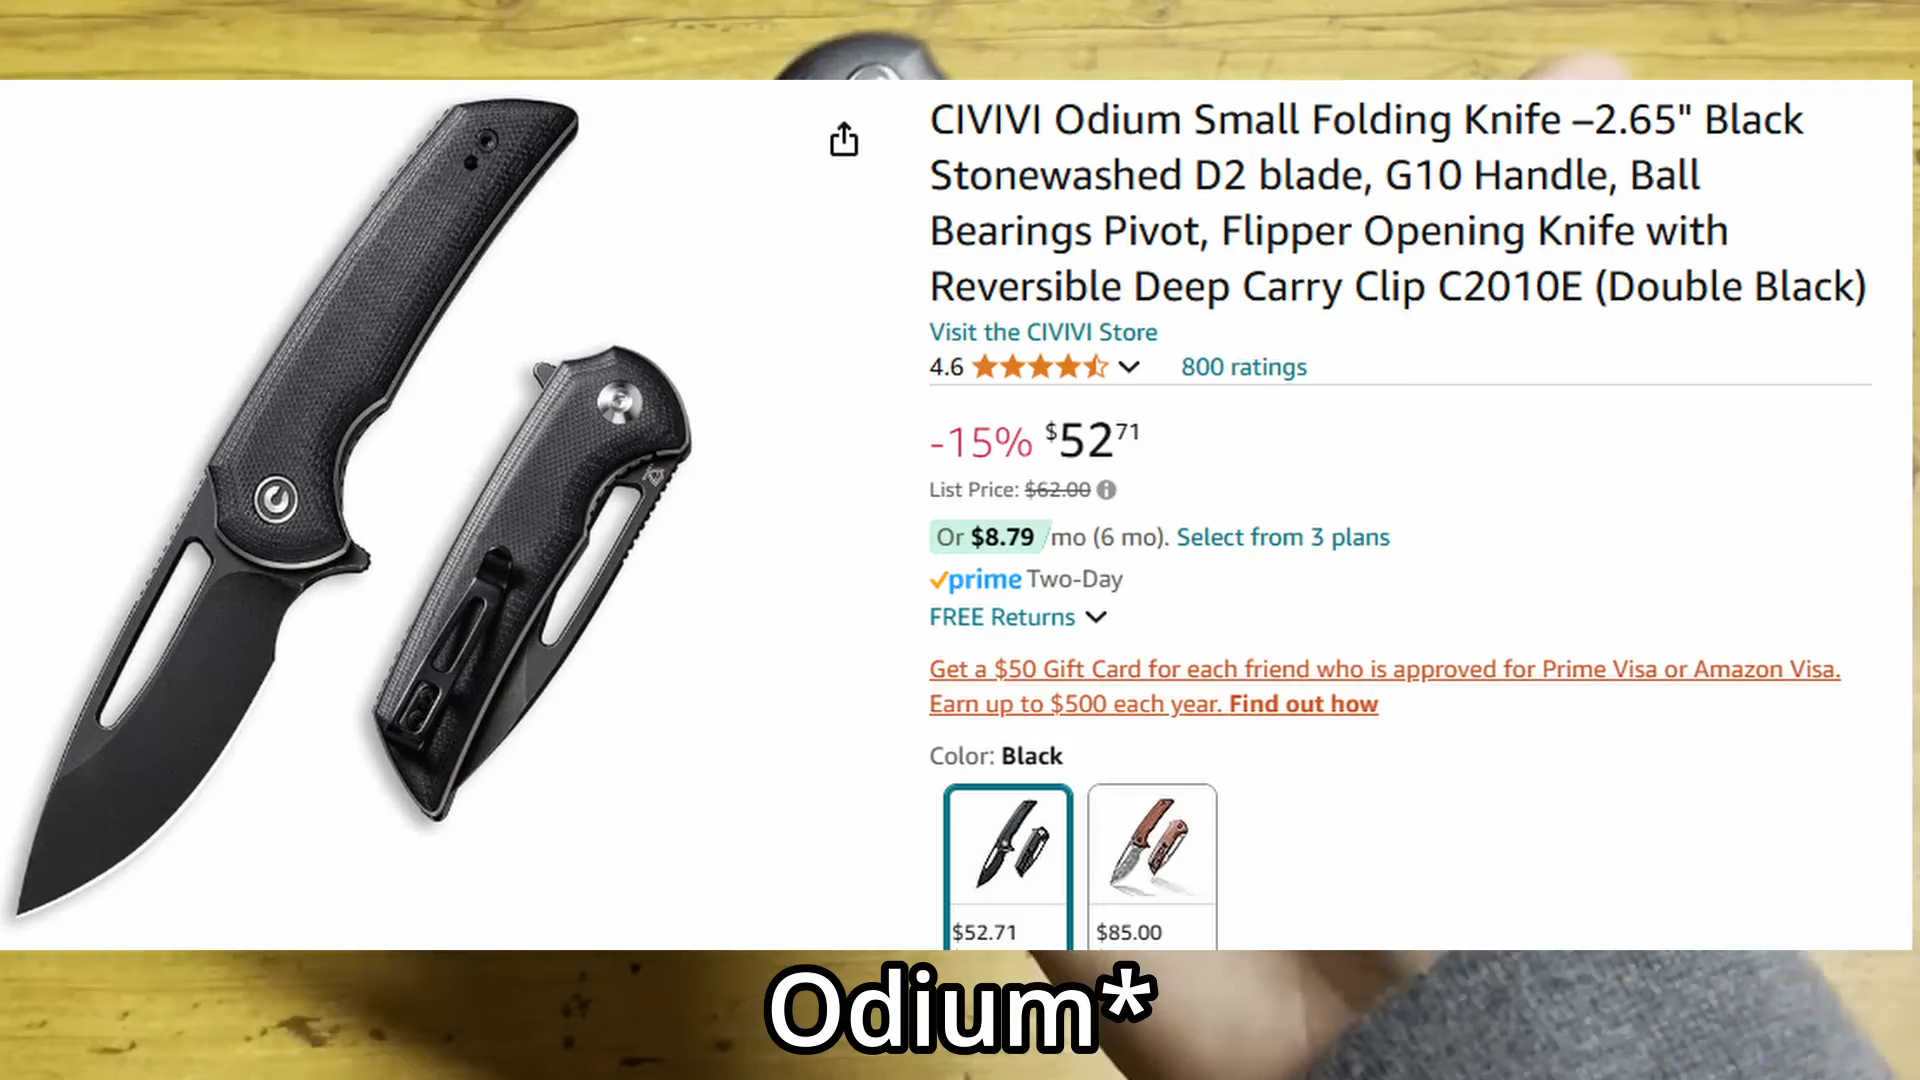 CIVIVI Odium Small Folding Knife –2.65" Black
Stonewashed D2 blade, G10 Handle, Ball
Bearings Pivot, Flipper Opening Knife with
Reversible Deep Carry Clip C2010E (Double Black)
Visit the CIVIVI Store
4.6 800 ratings
-15% $52 71
List Price: $62.00
Or $8.79 /mo (6 mo). Select from 3 plans
prime Two-Day
FREE Returns
Get a $50 Gift Card for each friend who is approved for Prime Visa or Amazon Visa.
Earn up to $500 each year. Find out how
Color: Black
$52.71 $85.00
Odium*